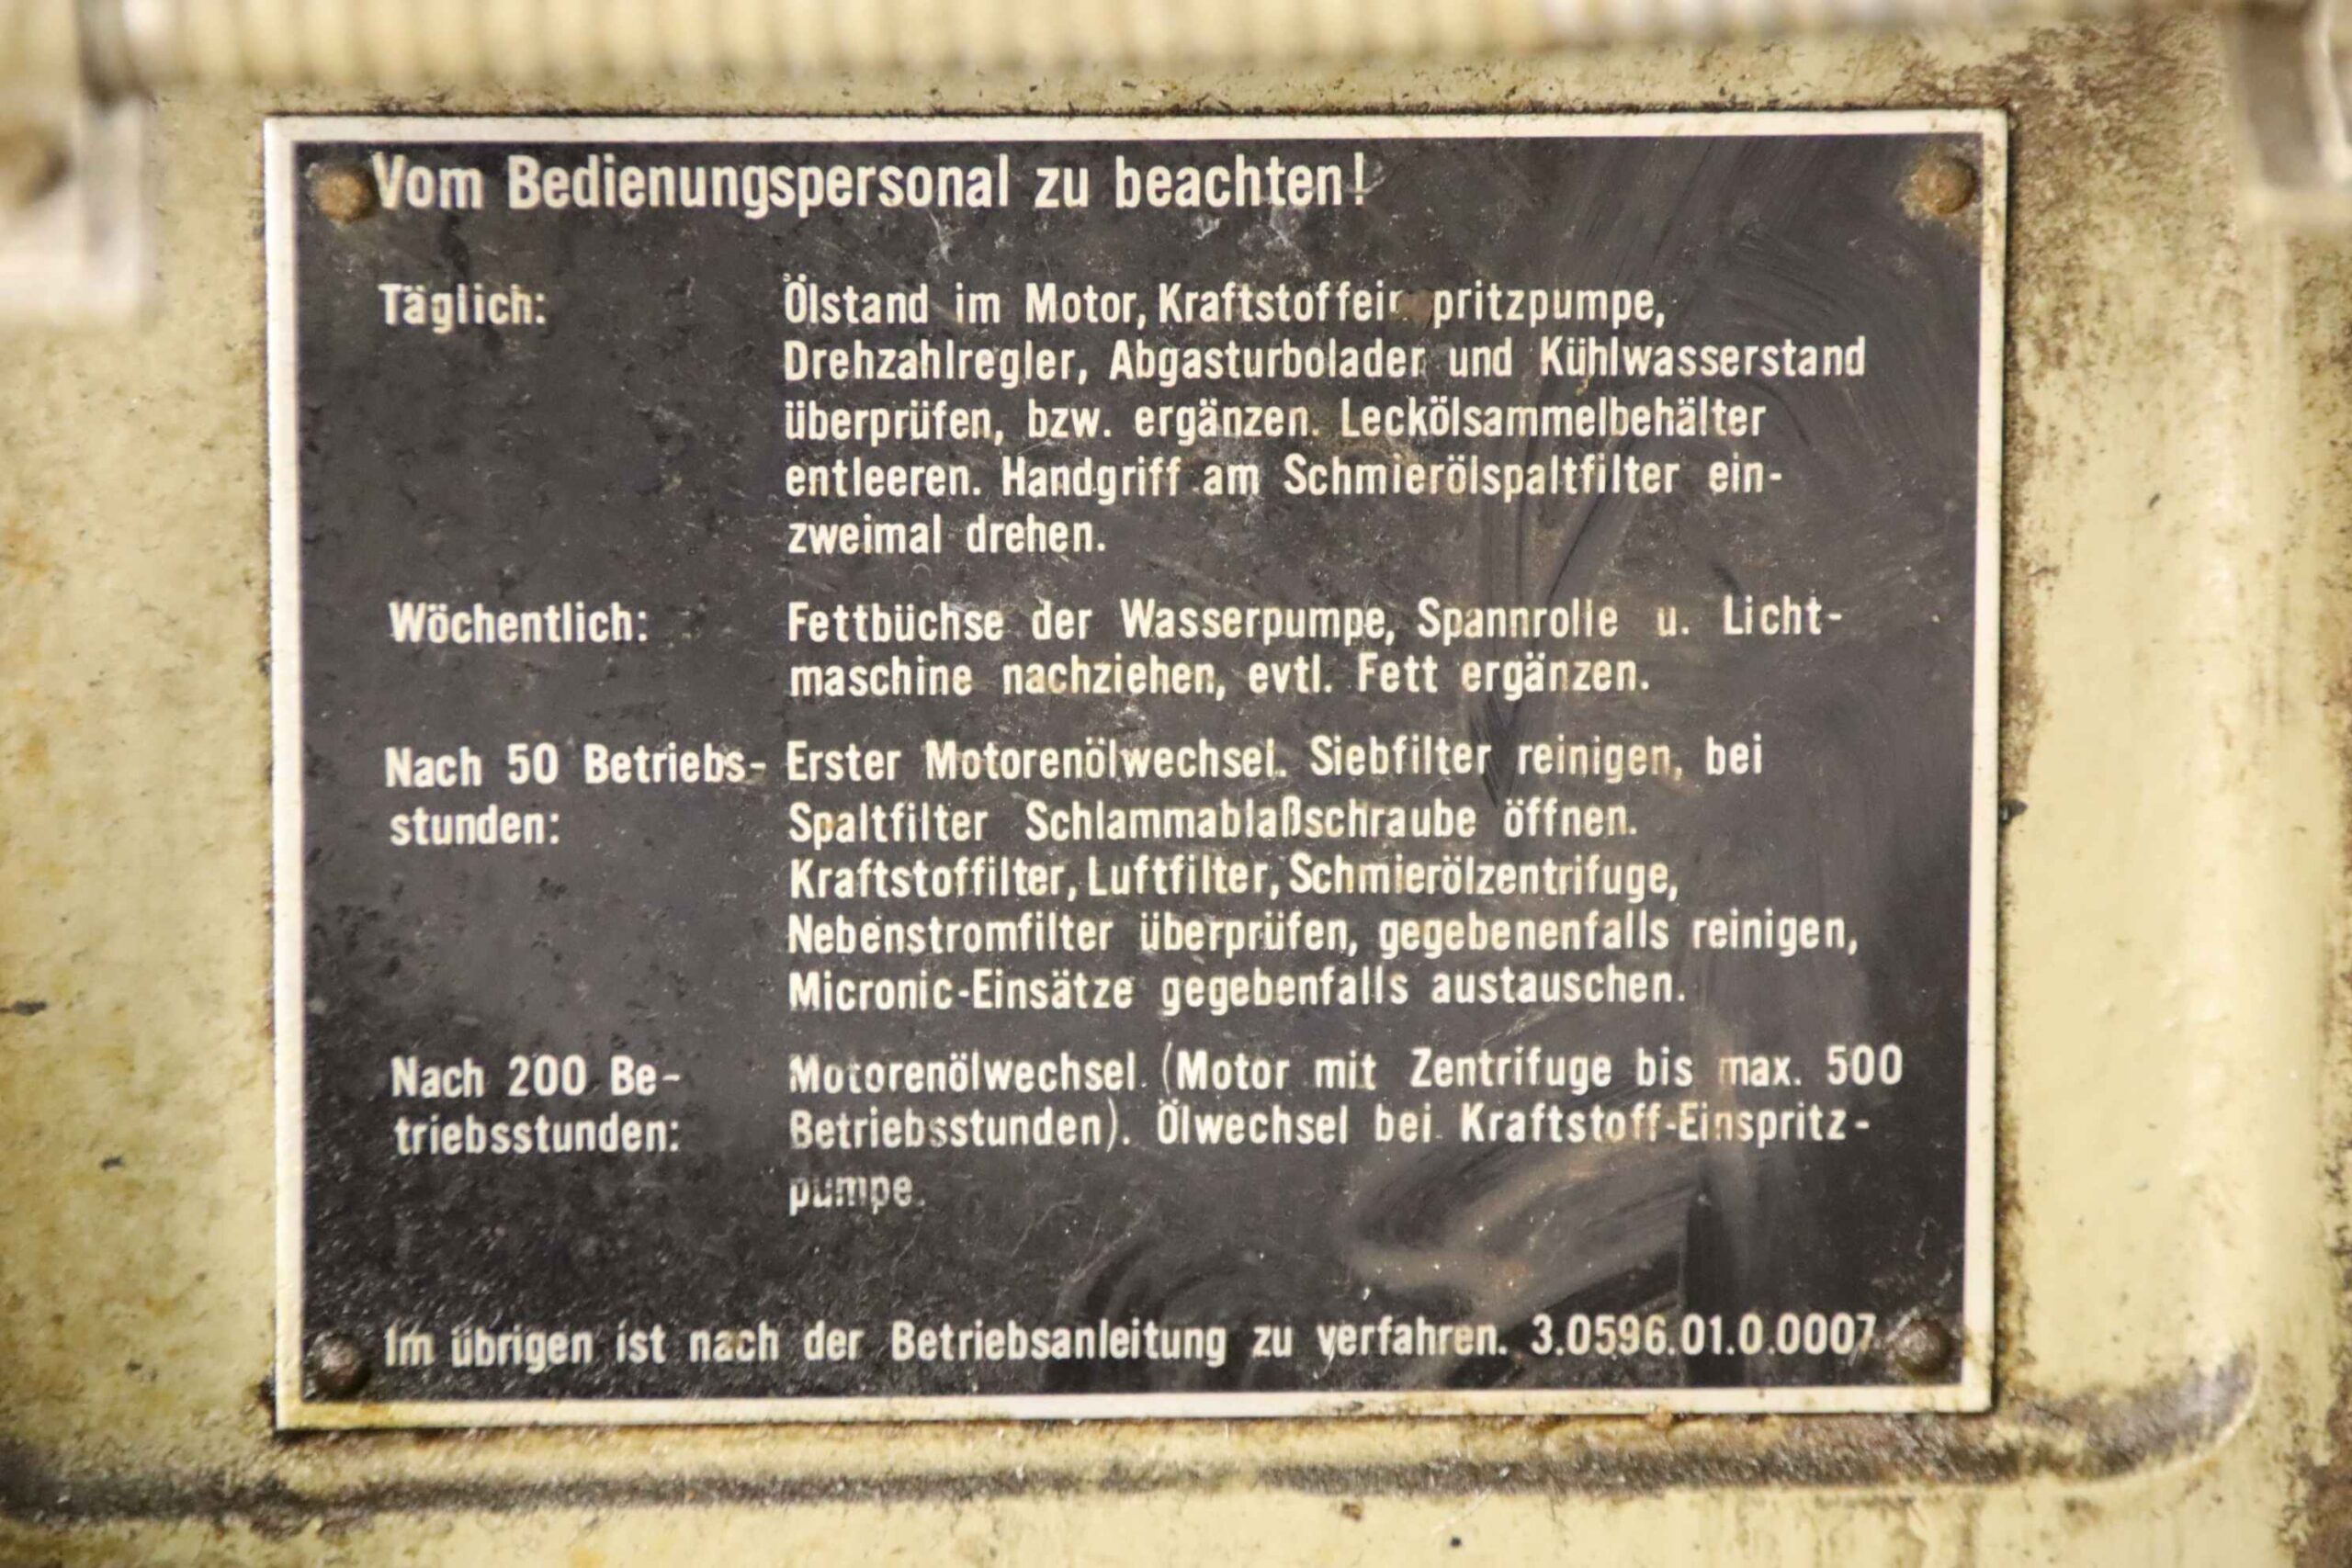 Vom Bedienungspersonal zu beachten!
Täglich: Ölstand im Motor, Kraftstoffeinspritzpumpe,
Drehzahlregler, Abgasturbolader und Kühlwasserstand
überprüfen, bzw. ergänzen. Leckölsammelbehälter
entleeren. Handgriff am Schmierölspaltfilter ein-
zweimal drehen.
Wöchentlich: Fettbüchse der Wasserpumpe, Spannrolle u. Licht-
maschine nachziehen, evtl. Fett ergänzen.
Nach 50 Betriebs- Erster Motorenölwechsel. Siebfilter reinigen, bei
stunden: Spaltfilter Schlammablaßschraube öffnen.
Kraftstoffilter, Luftfilter, Schmierölzentrifuge,
Nebenstromfilter überprüfen, gegebenenfalls reinigen,
Micronic-Einsätze gegebenfalls austauschen.
Nach 200 Be- Motorenölwechsel. (Motor mit Zentrifuge bis max. 500
triebsstunden: Betriebsstunden). Ölwechsel bei Kraftstoff-Einspritz-
pumpe.
Im übrigen ist nach der Betriebsanleitung zu verfahren. 3.0596.01.0.0007